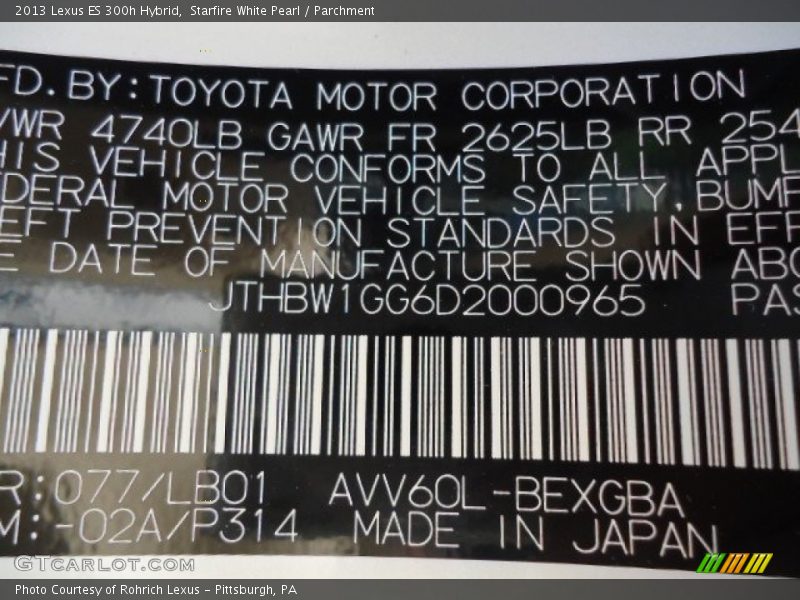 2013 Lexus ES 300h Hybrid, Starfire White Pearl / Parchment
FD. BY: TOYOTA MOTOR CORPORATION
VWR 4740LB GAWR FR 2625LB RR 254
HIS VEHICLE CONFORMS TO ALL APPL
DERAL MOTOR VEHICLE SAFETY, BUMP
EFT PREVENTION STANDARDS IN EFF
E DATE OF MANUFACTURE SHOWN ABO
JTHBW1GG6D2000965 PAS
R:077/LB01 AVV60L-BEXGBA
M:-02A/P314 MADE IN JAPAN
GTCARLOT.COM
Photo Courtesy of Rohrich Lexus - Pittsburgh, PA